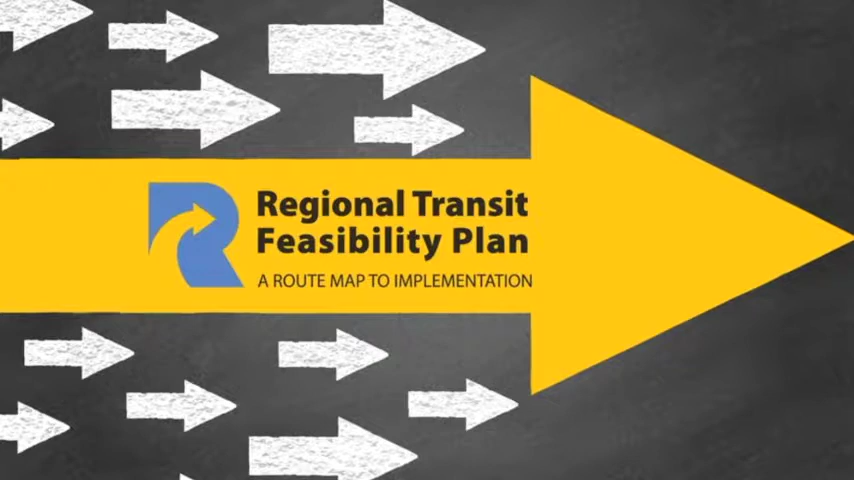 Regional Transit
Feasibility Plan
A ROUTE MAP TO IMPLEMENTATION